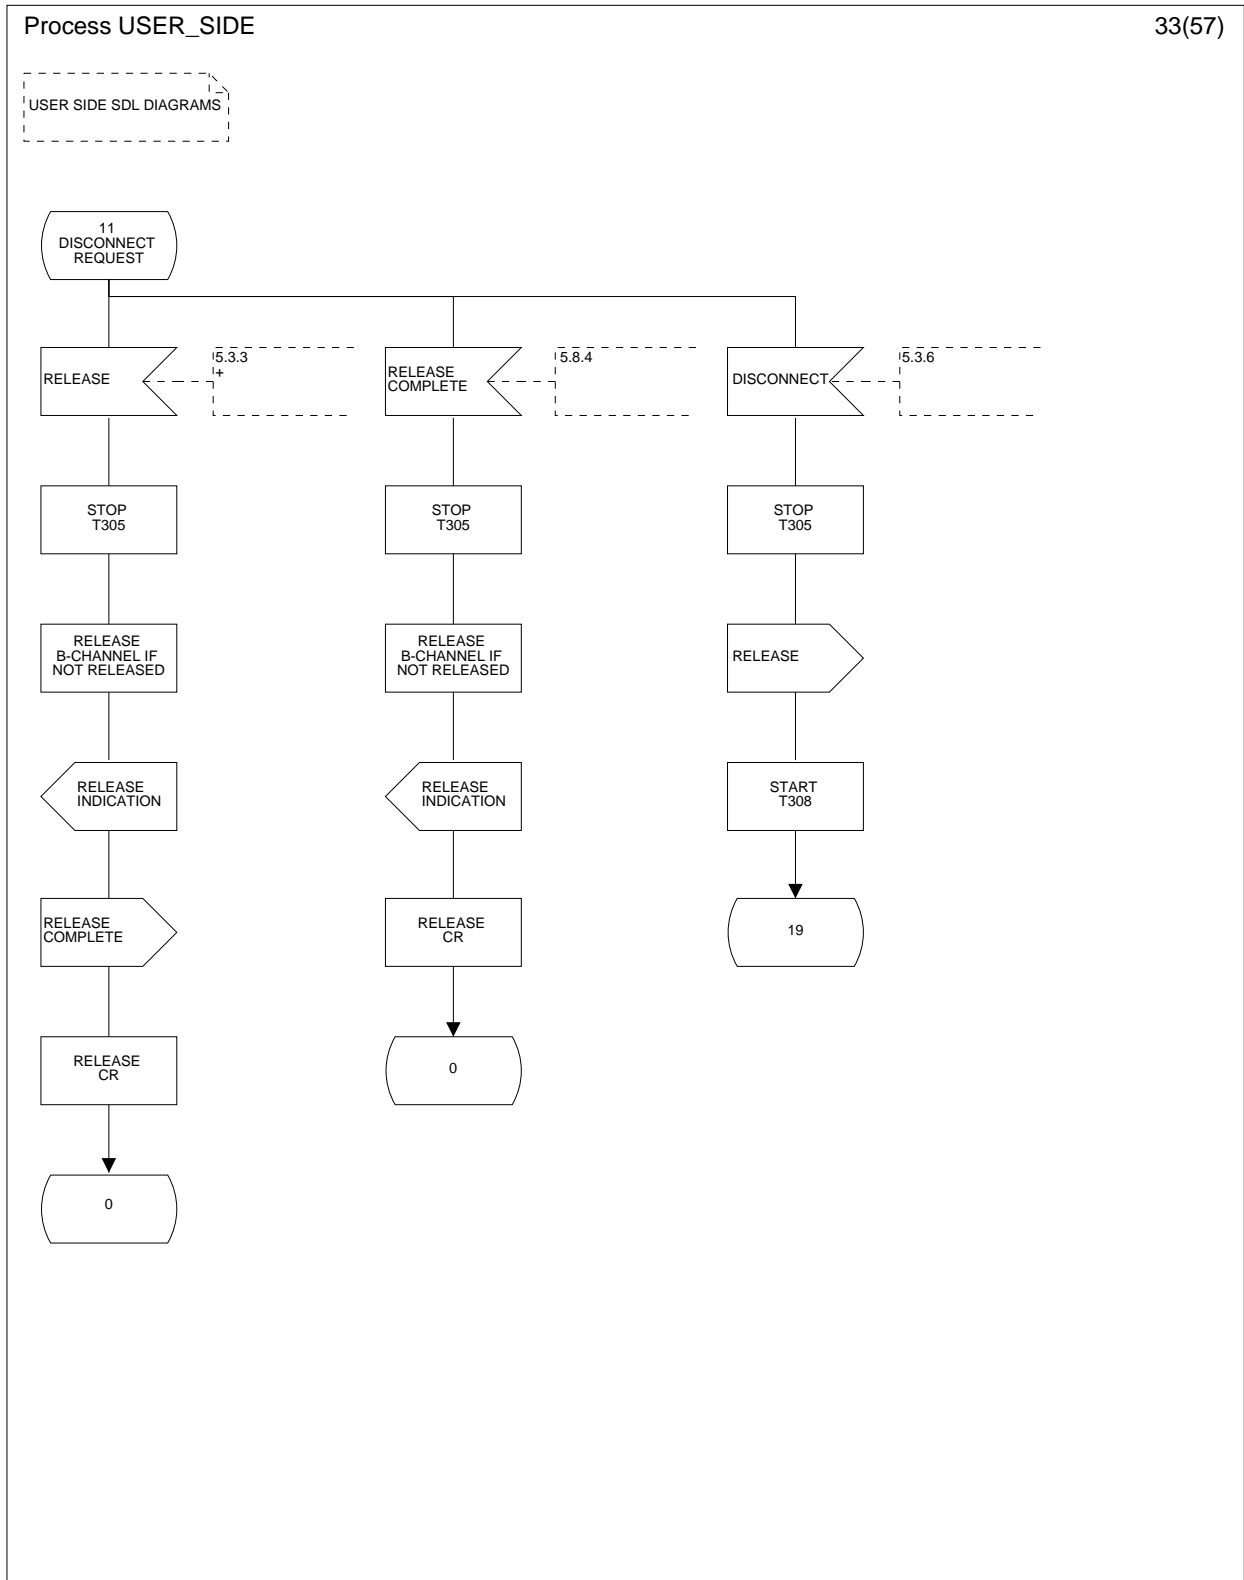 Process USER_SIDE
33(57)
USER SIDE SDL DIAGRAMS
11
DISCONNECT
REQUEST
RELEASE
5.3.3
+
RELEASE
COMPLETE
5.8.4
DISCONNECT
5.3.6
STOP
T305
STOP
T305
STOP
T305
RELEASE
B-CHANNEL IF
NOT RELEASED
RELEASE
B-CHANNEL IF
NOT RELEASED
RELEASE
RELEASE
INDICATION
RELEASE
INDICATION
START
T308
RELEASE
COMPLETE
RELEASE
CR
19
RELEASE
CR
0
0